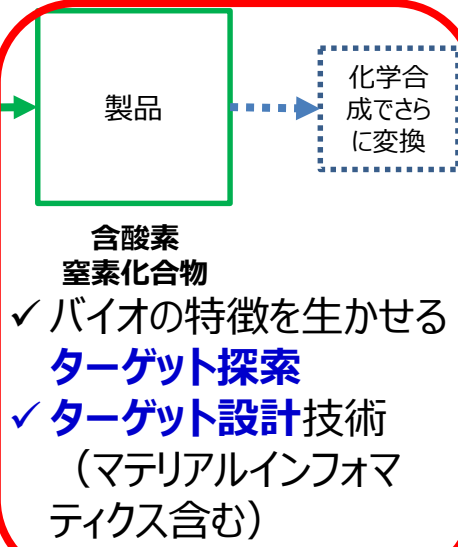 製品
化学合
成でさら
に変換
含酸素
窒素化合物
✓ バイオの特徴を生かせる
ターゲット探索
✓ ターゲット設計技術
（マテリアルインフォマ
ティクス含む）